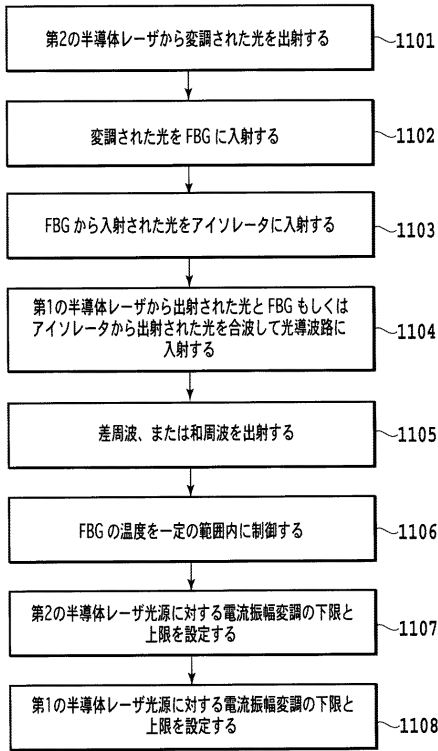 第2の半導体レーザから変調された光を出射する
1101
変調された光をFBGに入射する
1102
FBGから入射された光をアイソレータに入射する
1103
第1の半導体レーザから出射された光とFBGもしくは
アイソレータから出射された光を合波して光導波路に
入射する
1104
差周波、または和周波を出射する
1105
FBGの温度を一定の範囲内に制御する
1106
第2の半導体レーザ光源に対する電流振幅変調の下限と
上限を設定する
1107
第1の半導体レーザ光源に対する電流振幅変調の下限と
上限を設定する
1108